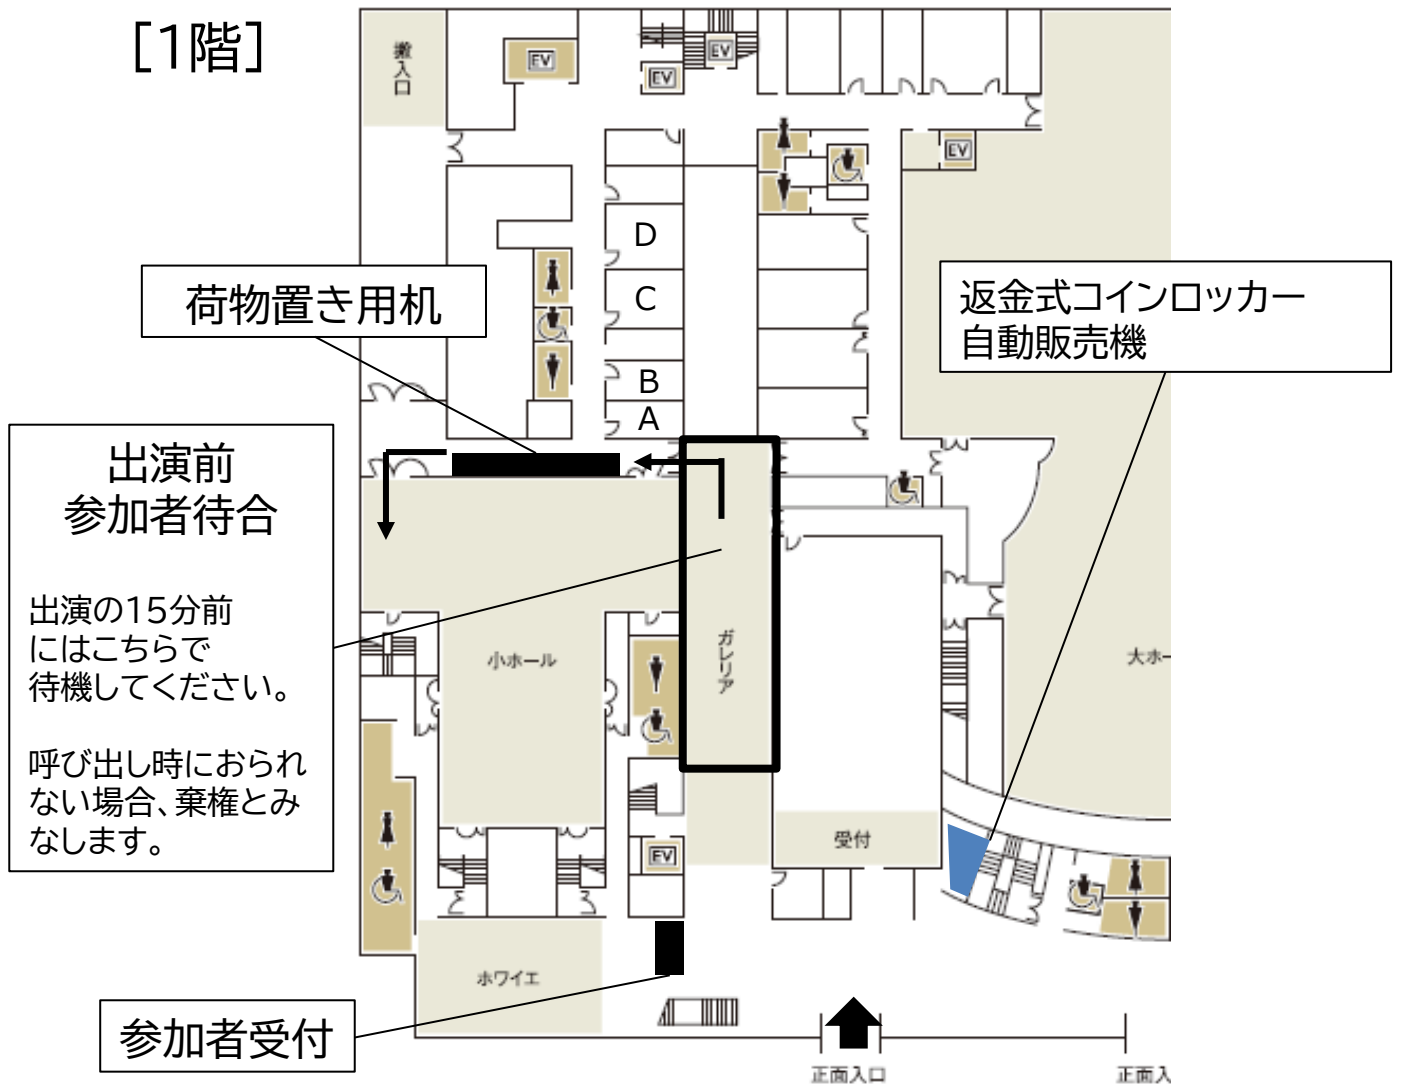 [1階]
搬入口
EV
EV
EV
EV
D
C
B
A
荷物置き用机
返金式コインロッカー
自動販売機
出演前
参加者待合
出演の15分前
にはこちらで
待機してください。
呼び出し時におられ
ない場合、棄権とみ
なします。
小ホール
ガレリア
大ホー
受付
EV
ホワイエ
参加者受付
正面入口
正面入